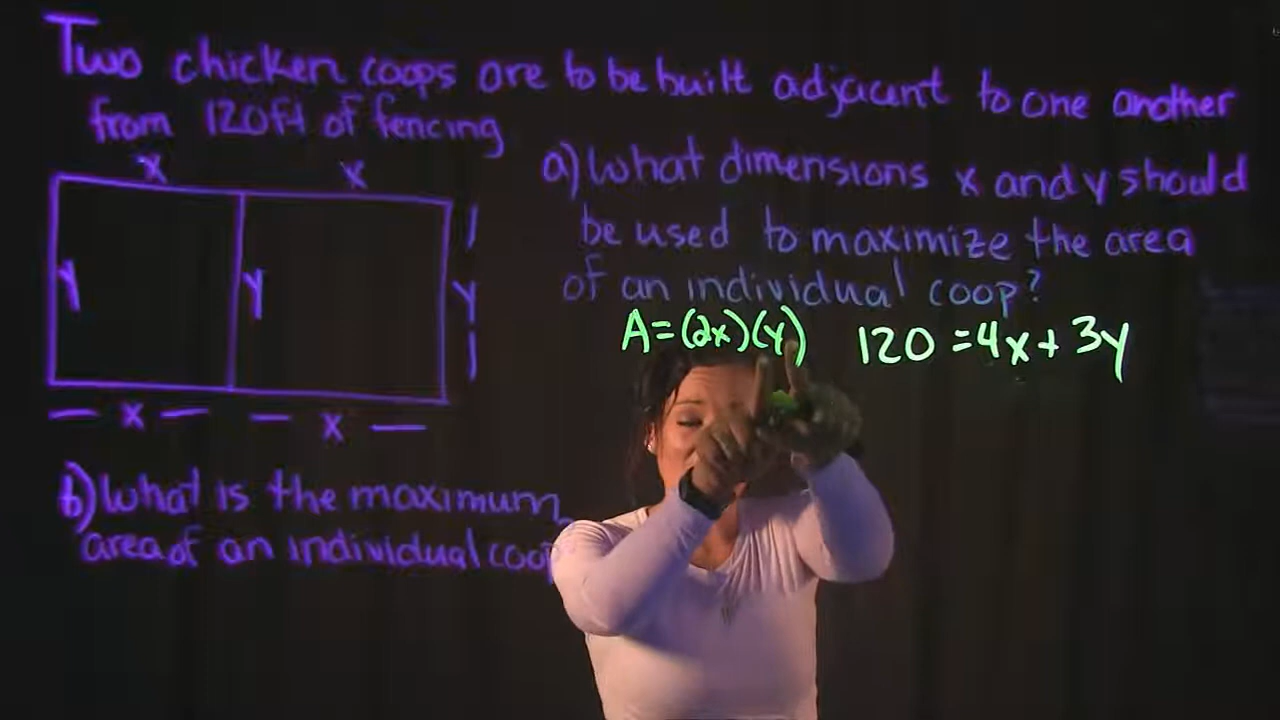 Two chicken coops are to be built adjacent to one another
from 120ft of fencing
x x
y y y
x x
a) What dimensions x and y should
be used to maximize the area
of an individual coop?
A=(2x)(y) 120 = 4x + 3y
b) What is the maximum
area of an individual coop